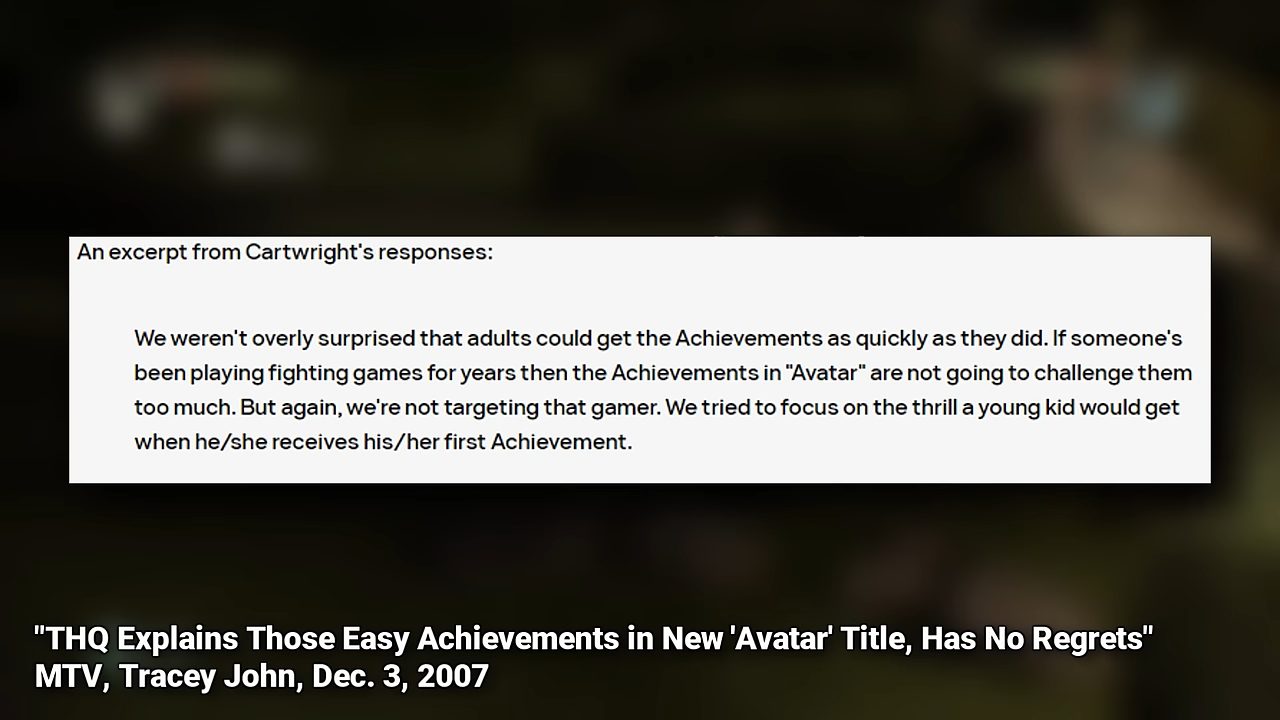 An excerpt from Cartwright's responses:
We weren't overly surprised that adults could get the Achievements as quickly as they did. If someone's
been playing fighting games for years then the Achievements in "Avatar" are not going to challenge them
too much. But again, we're not targeting that gamer. We tried to focus on the thrill a young kid would get
when he/she receives his/her first Achievement.
"THQ Explains Those Easy Achievements in New 'Avatar' Title, Has No Regrets"
MTV, Tracey John, Dec. 3, 2007